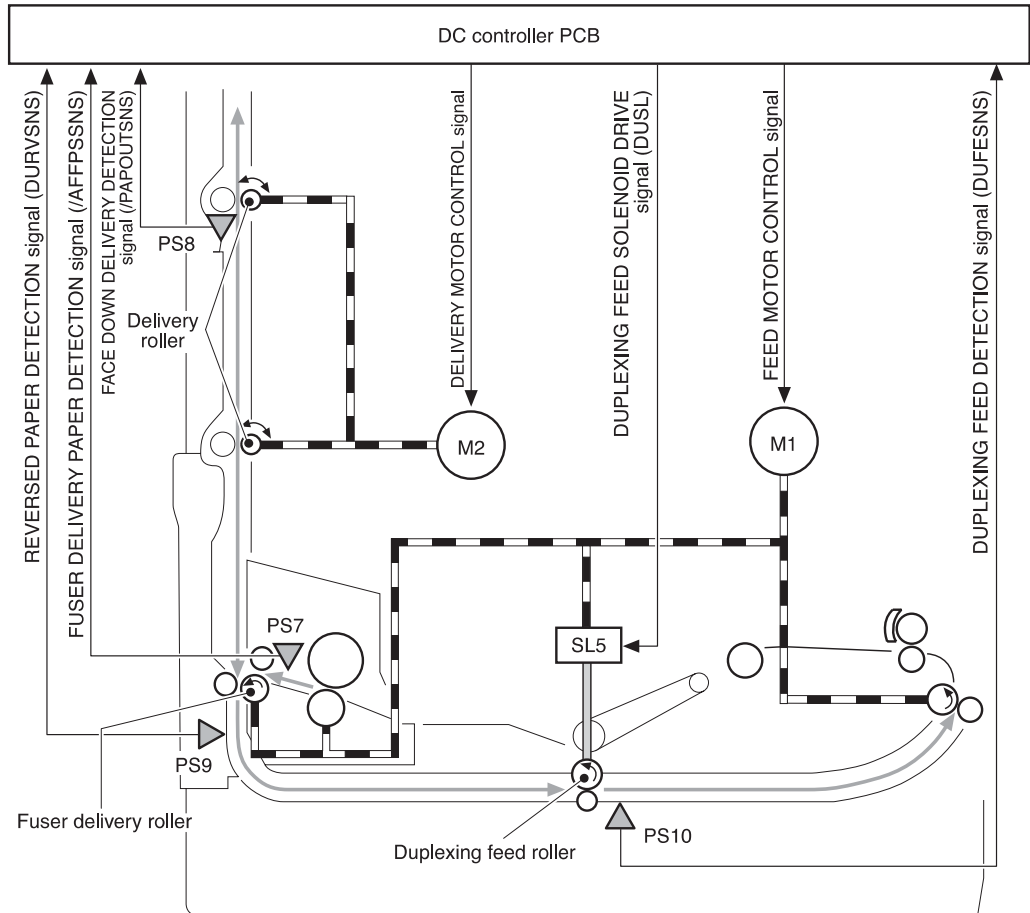 DC controller PCB
REVERSED PAPER DETECTION signal (DURVSNS)
FUSER DELIVERY PAPER DETECTION signal (/AFFPSSNS)
FACE DOWN DELIVERY DETECTION
signal (/PAPOUTSNS)
DELIVERY MOTOR CONTROL signal
DUPLEXING FEED SOLENOID DRIVE
signal (DUSL)
FEED MOTOR CONTROL signal
DUPLEXING FEED DETECTION signal (DUFESNS)
PS8
Delivery
roller
M2
M1
PS7
SL5
PS9
Fuser delivery roller
Duplexing feed roller
PS10